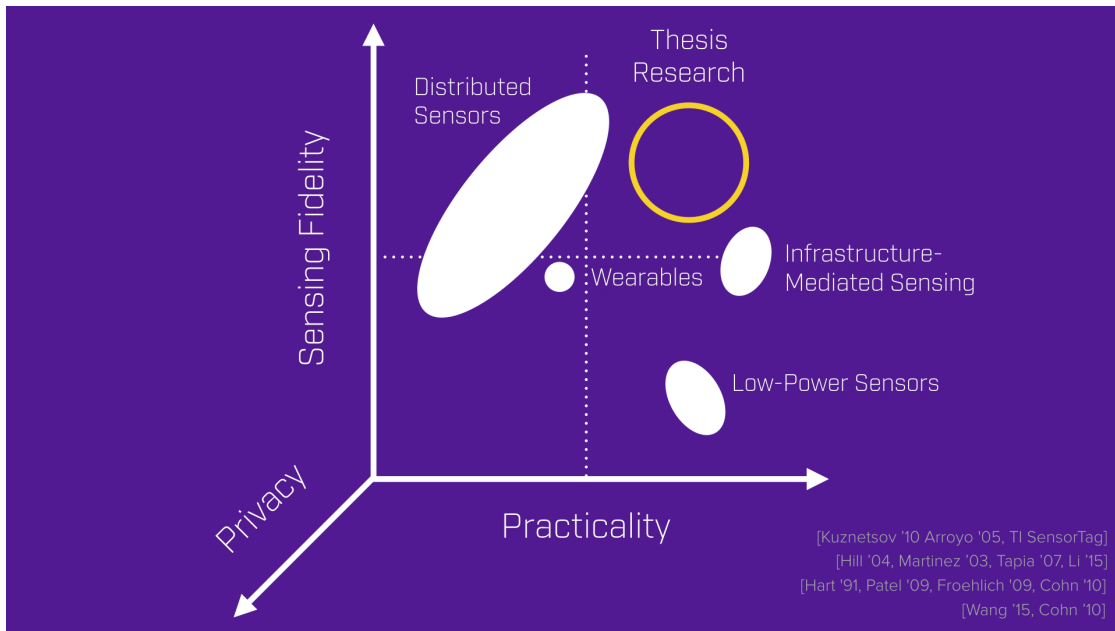 Thesis
Research
Distributed
Sensors
Sensing Fidelity
Infrastructure-
Mediated Sensing
Wearables
Low-Power Sensors
Privacy
Practicality
[Kuznetsov '10 Arroyo '05, TI SensorTag]
[Hill '04, Martinez '03, Tapia '07, Li '15]
[Hart '91, Patel '09, Froehlich '09, Cohn '10]
[Wang '15, Cohn '10]